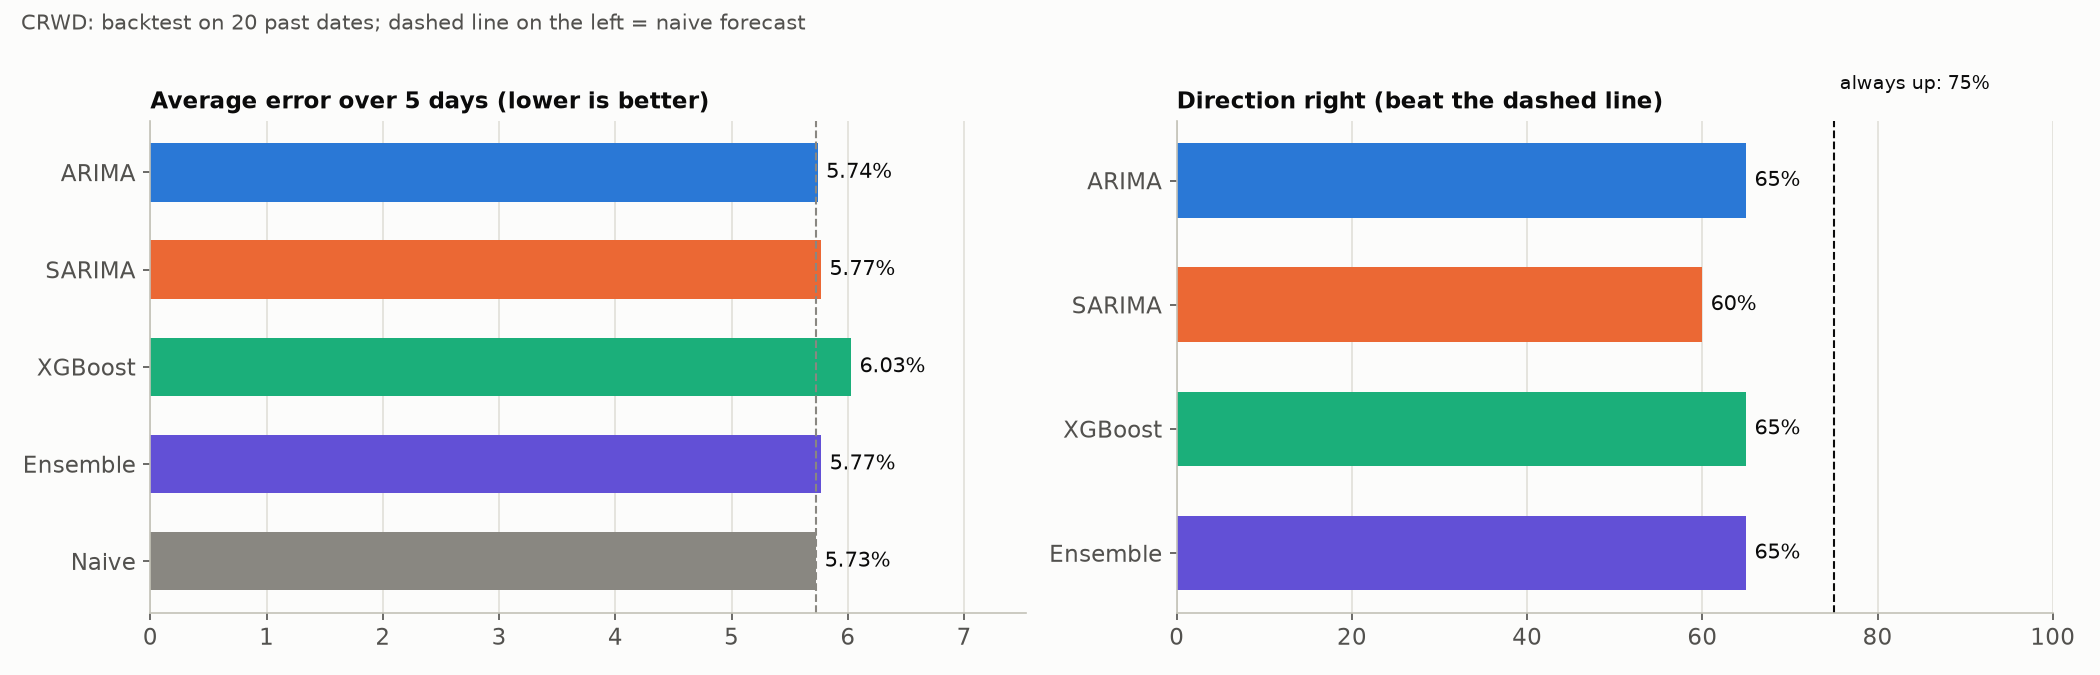 CRWD: backtest on 20 past dates; dashed line on the left = naive forecast
Average error over 5 days (lower is better)
ARIMA
5.74%
SARIMA
5.77%
XGBoost
6.03%
Ensemble
5.77%
Naive
5.73%
0 1 2 3 4 5 6 7
always up: 75%
Direction right (beat the dashed line)
ARIMA
65%
SARIMA
60%
XGBoost
65%
Ensemble
65%
0 20 40 60 80 100